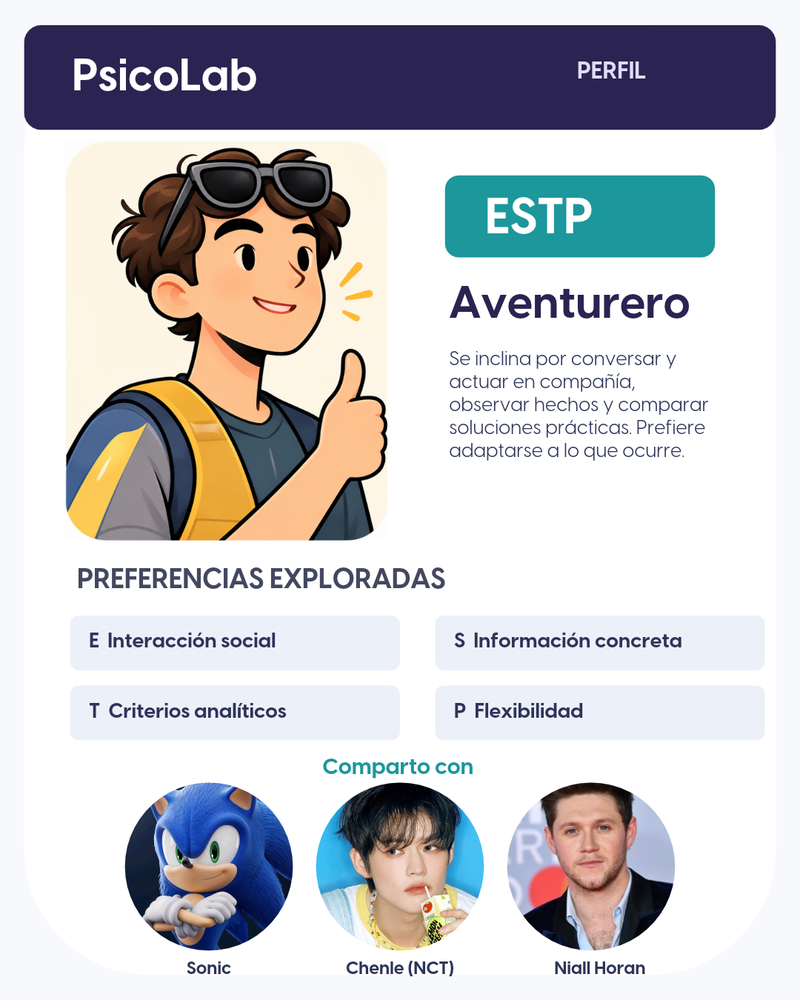 PsicoLab
PERFIL
ESTP
Aventurero
Se inclina por conversar y
actuar en compañía,
observar hechos y comparar
soluciones prácticas. Prefiere
adaptarse a lo que ocurre.
PREFERENCIAS EXPLORADAS
E Interacción social
S Información concreta
T Criterios analíticos
P Flexibilidad
Comparto con
Sonic
Chenle (NCT)
Niall Horan